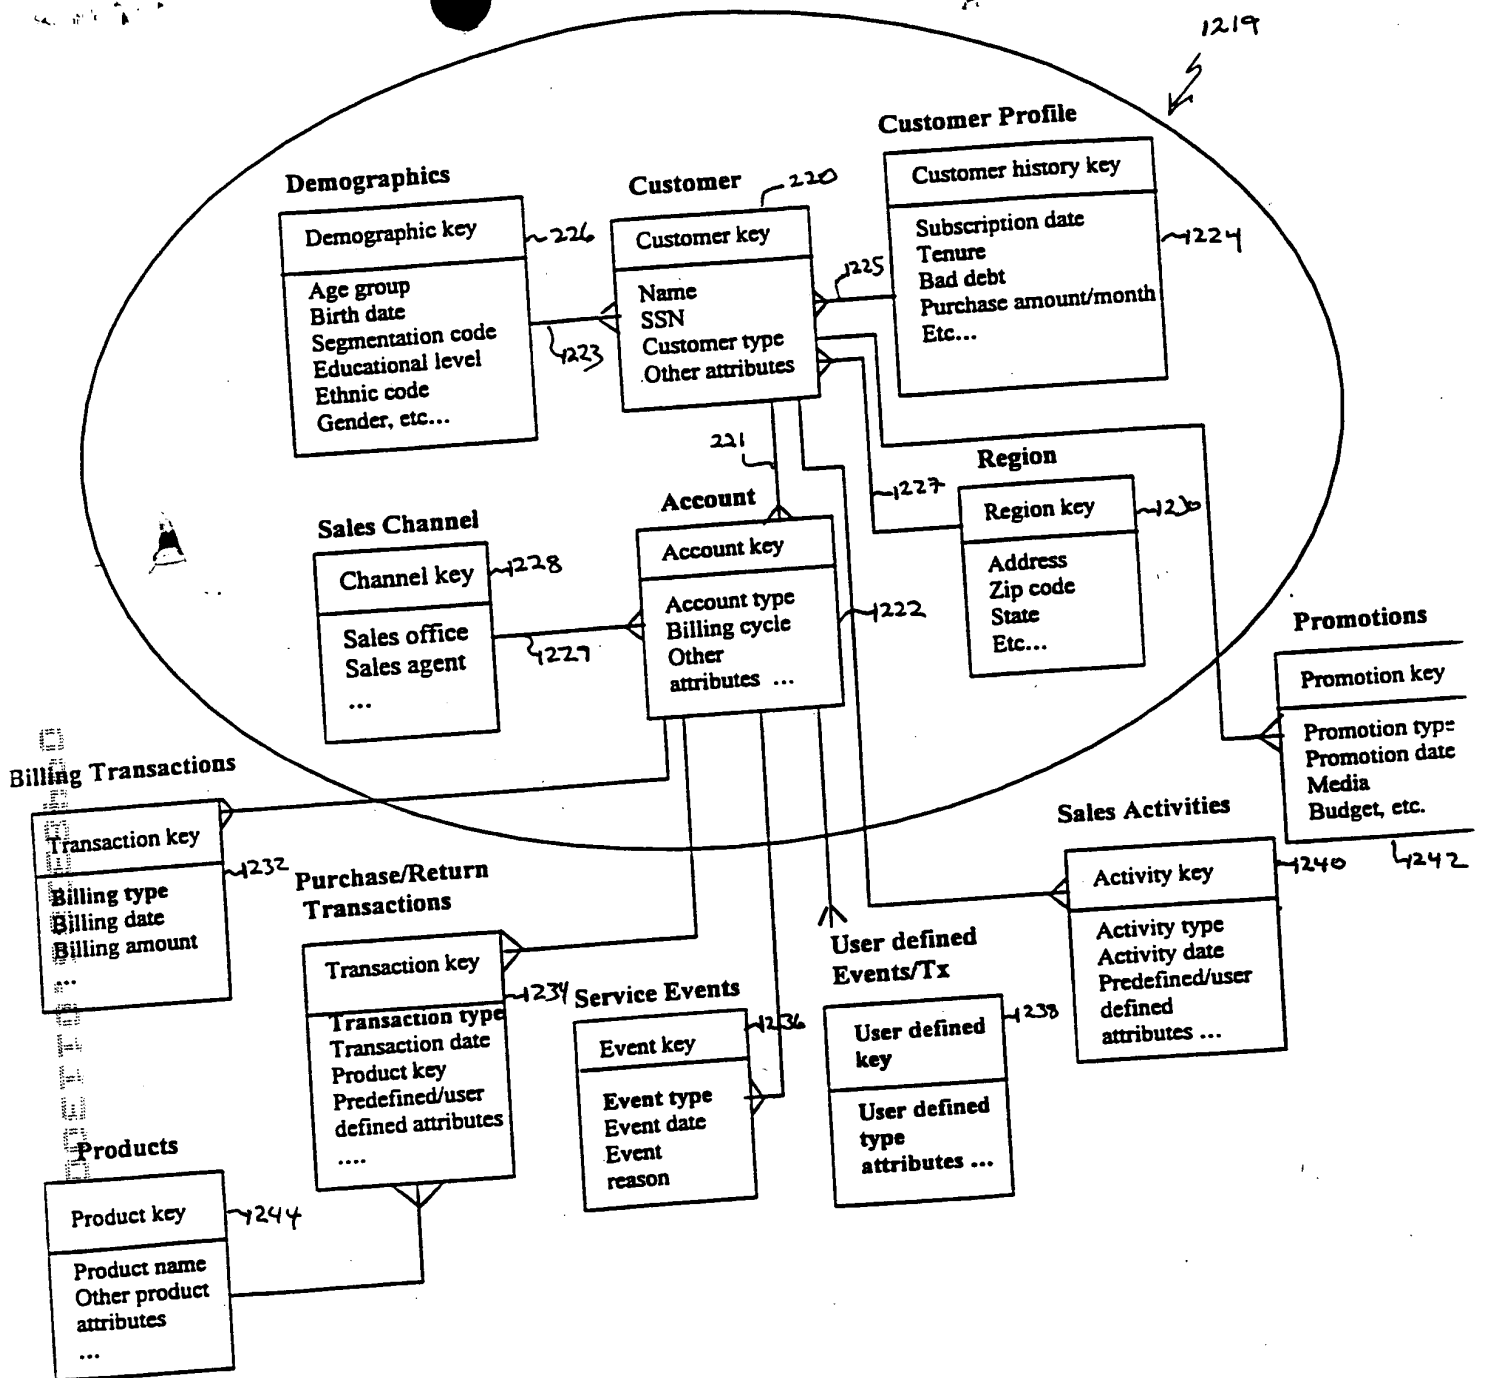 1219
Customer Profile
Customer history key
Subscription date
Tenure
Bad debt
Purchase amount/month
Etc...
1224
Demographics
Demographic key
Age group
Birth date
Segmentation code
Educational level
Ethnic code
Gender, etc...
226
1223
Customer
220
Customer key
Name
SSN
Customer type
Other attributes
1225
221
1227
Region
Region key
1230
Address
Zip code
State
Etc...
Sales Channel
Channel key
1228
Sales office
Sales agent
...
1229
Account
Account key
Account type
Billing cycle
Other
attributes ...
1222
Promotions
Promotion key
Promotion type
Promotion date
Media
Budget, etc.
1242
Billing Transactions
Transaction key
1232
Billing type
Billing date
Billing amount
...
Purchase/Return
Transactions
Transaction key
1234
Transaction type
Transaction date
Product key
Predefined/user
defined attributes
....
Service Events
1236
Event key
Event type
Event date
Event
reason
User defined
Events/Tx
1238
User defined
key
User defined
type
attributes ...
Sales Activities
Activity key
1240
Activity type
Activity date
Predefined/user
defined
attributes ...
Products
Product key
1244
Product name
Other product
attributes
...